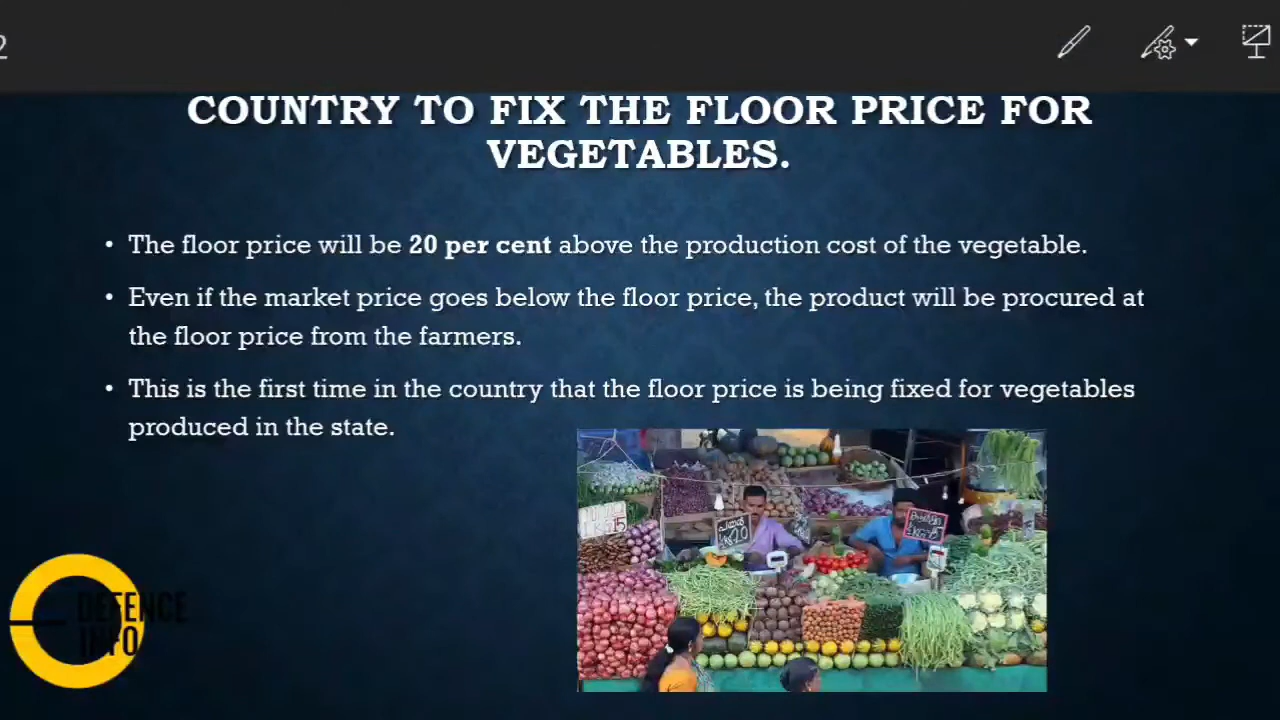 2
COUNTRY TO FIX THE FLOOR PRICE FOR
VEGETABLES.
• The floor price will be 20 per cent above the production cost of the vegetable.
• Even if the market price goes below the floor price, the product will be procured at
the floor price from the farmers.
• This is the first time in the country that the floor price is being fixed for vegetables
produced in the state.
DEFENCE
INFO